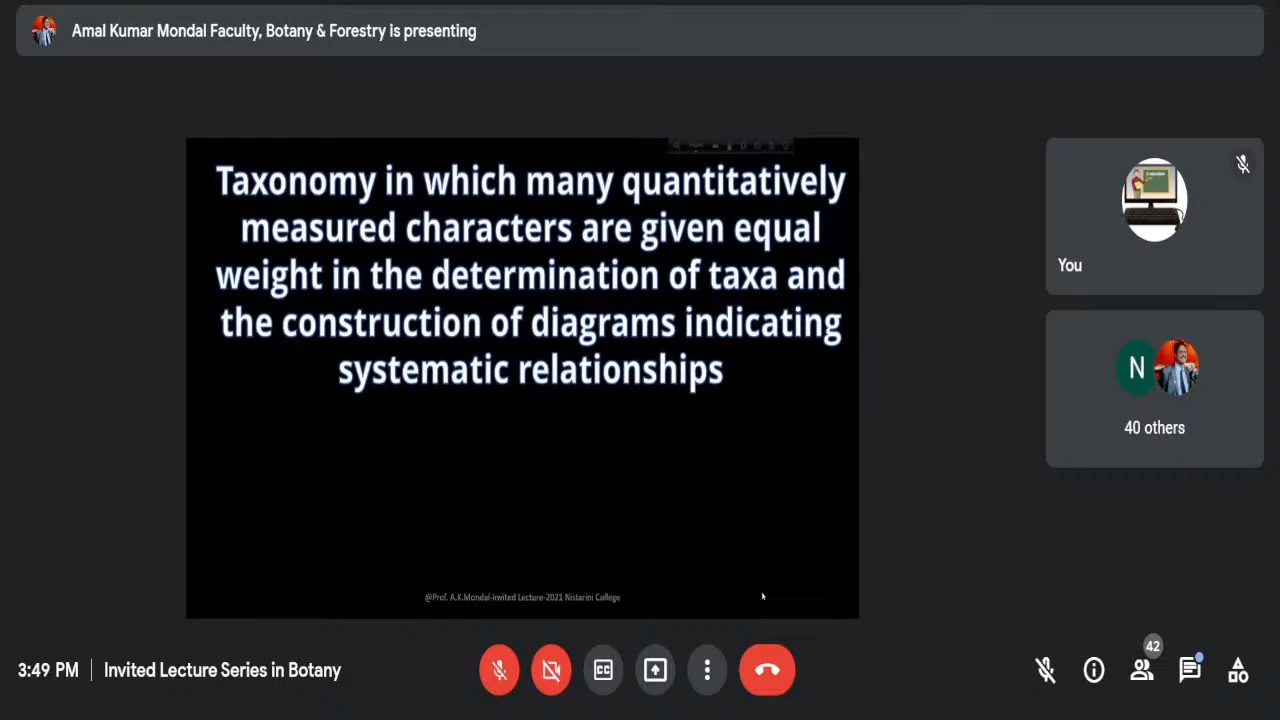 Amal Kumar Mondal Faculty, Botany & Forestry is presenting
Taxonomy in which many quantitatively
measured characters are given equal
weight in the determination of taxa and
the construction of diagrams indicating
systematic relationships
@Prof. A.K.Mondal-Invited Lecture-2021 Nistarini College
You
N
40 others
3:49 PM
Invited Lecture Series in Botany
CC
42